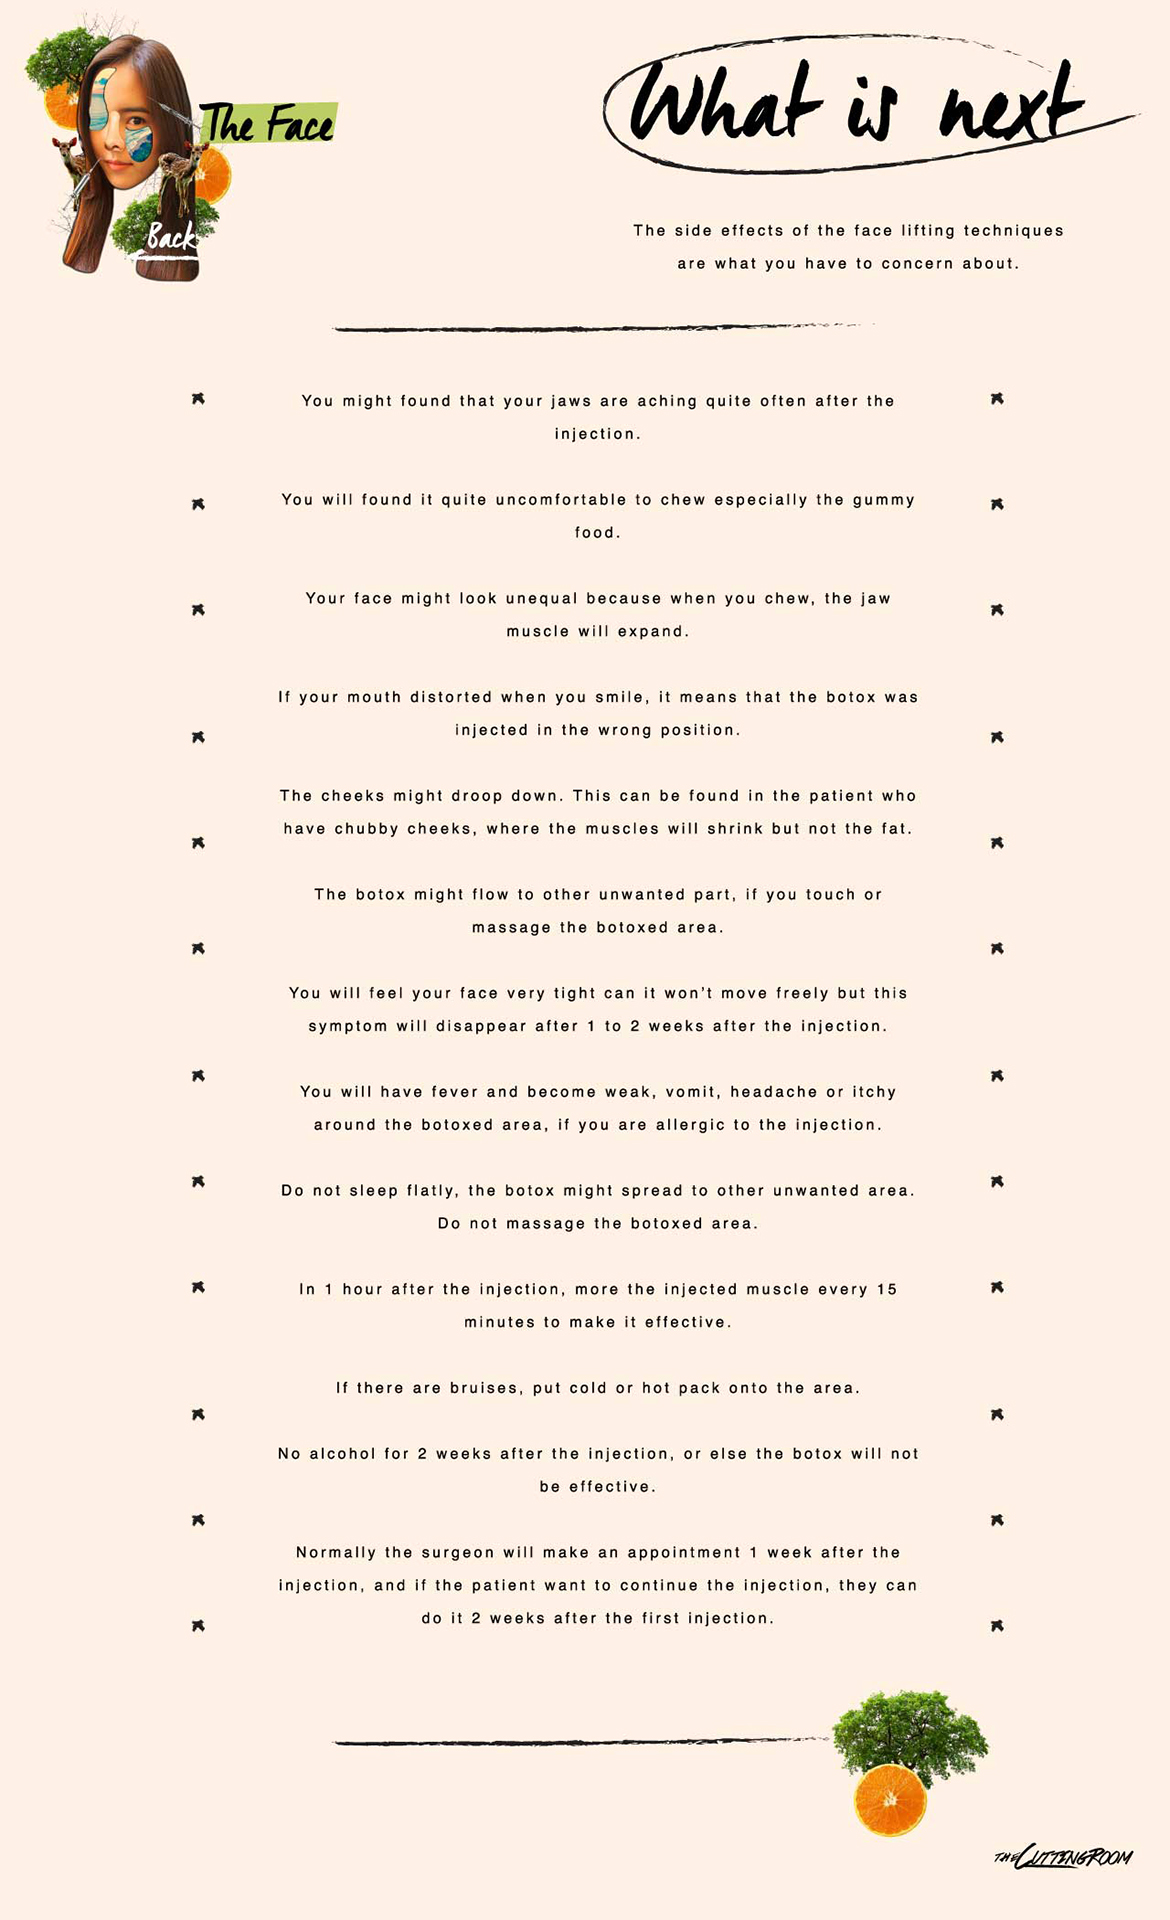 The Face
Back
What is next
The side effects of the face lifting techniques
are what you have to concern about.
You might found that your jaws are aching quite often after the
injection.
You will found it quite uncomfortable to chew especially the gummy
food.
Your face might look unequal because when you chew, the jaw
muscle will expand.
If your mouth distorted when you smile, it means that the botox was
injected in the wrong position.
The cheeks might droop down. This can be found in the patient who
have chubby cheeks, where the muscles will shrink but not the fat.
The botox might flow to other unwanted part, if you touch or
massage the botoxed area.
You will feel your face very tight can it won’t move freely but this
symptom will disappear after 1 to 2 weeks after the injection.
You will have fever and become weak, vomit, headache or itchy
around the botoxed area, if you are allergic to the injection.
Do not sleep flatly, the botox might spread to other unwanted area.
Do not massage the botoxed area.
In 1 hour after the injection, more the injected muscle every 15
minutes to make it effective.
If there are bruises, put cold or hot pack onto the area.
No alcohol for 2 weeks after the injection, or else the botox will not
be effective.
Normally the surgeon will make an appointment 1 week after the
injection, and if the patient want to continue the injection, they can
do it 2 weeks after the first injection.
THE CUTTING ROOM